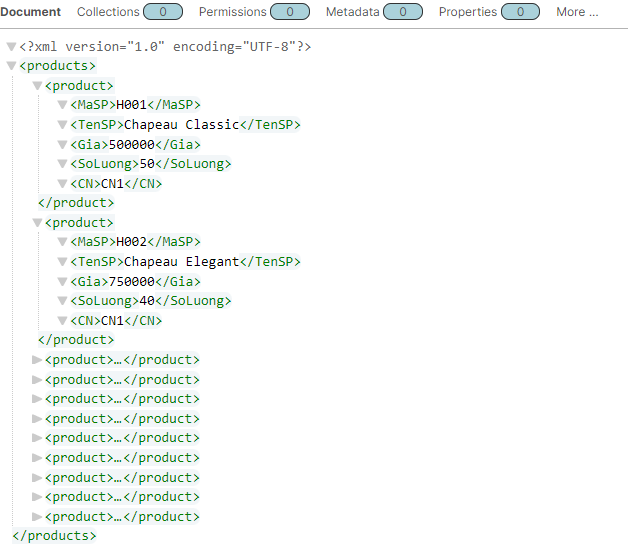 Document Collections 0 Permissions 0 Metadata 0 Properties 0 More ...
<?xml version="1.0" encoding="UTF-8"?>
<products>
<product>
<MaSP>H001</MaSP>
<TenSP>Chapeau Classic</TenSP>
<Gia>500000</Gia>
<SoLuong>50</SoLuong>
<CN>CN1</CN>
</product>
<product>
<MaSP>H002</MaSP>
<TenSP>Chapeau Elegant</TenSP>
<Gia>750000</Gia>
<SoLuong>40</SoLuong>
<CN>CN1</CN>
</product>
<product>…</product>
<product>…</product>
<product>…</product>
<product>…</product>
<product>…</product>
<product>…</product>
<product>…</product>
<product>…</product>
<product>…</product>
</products>